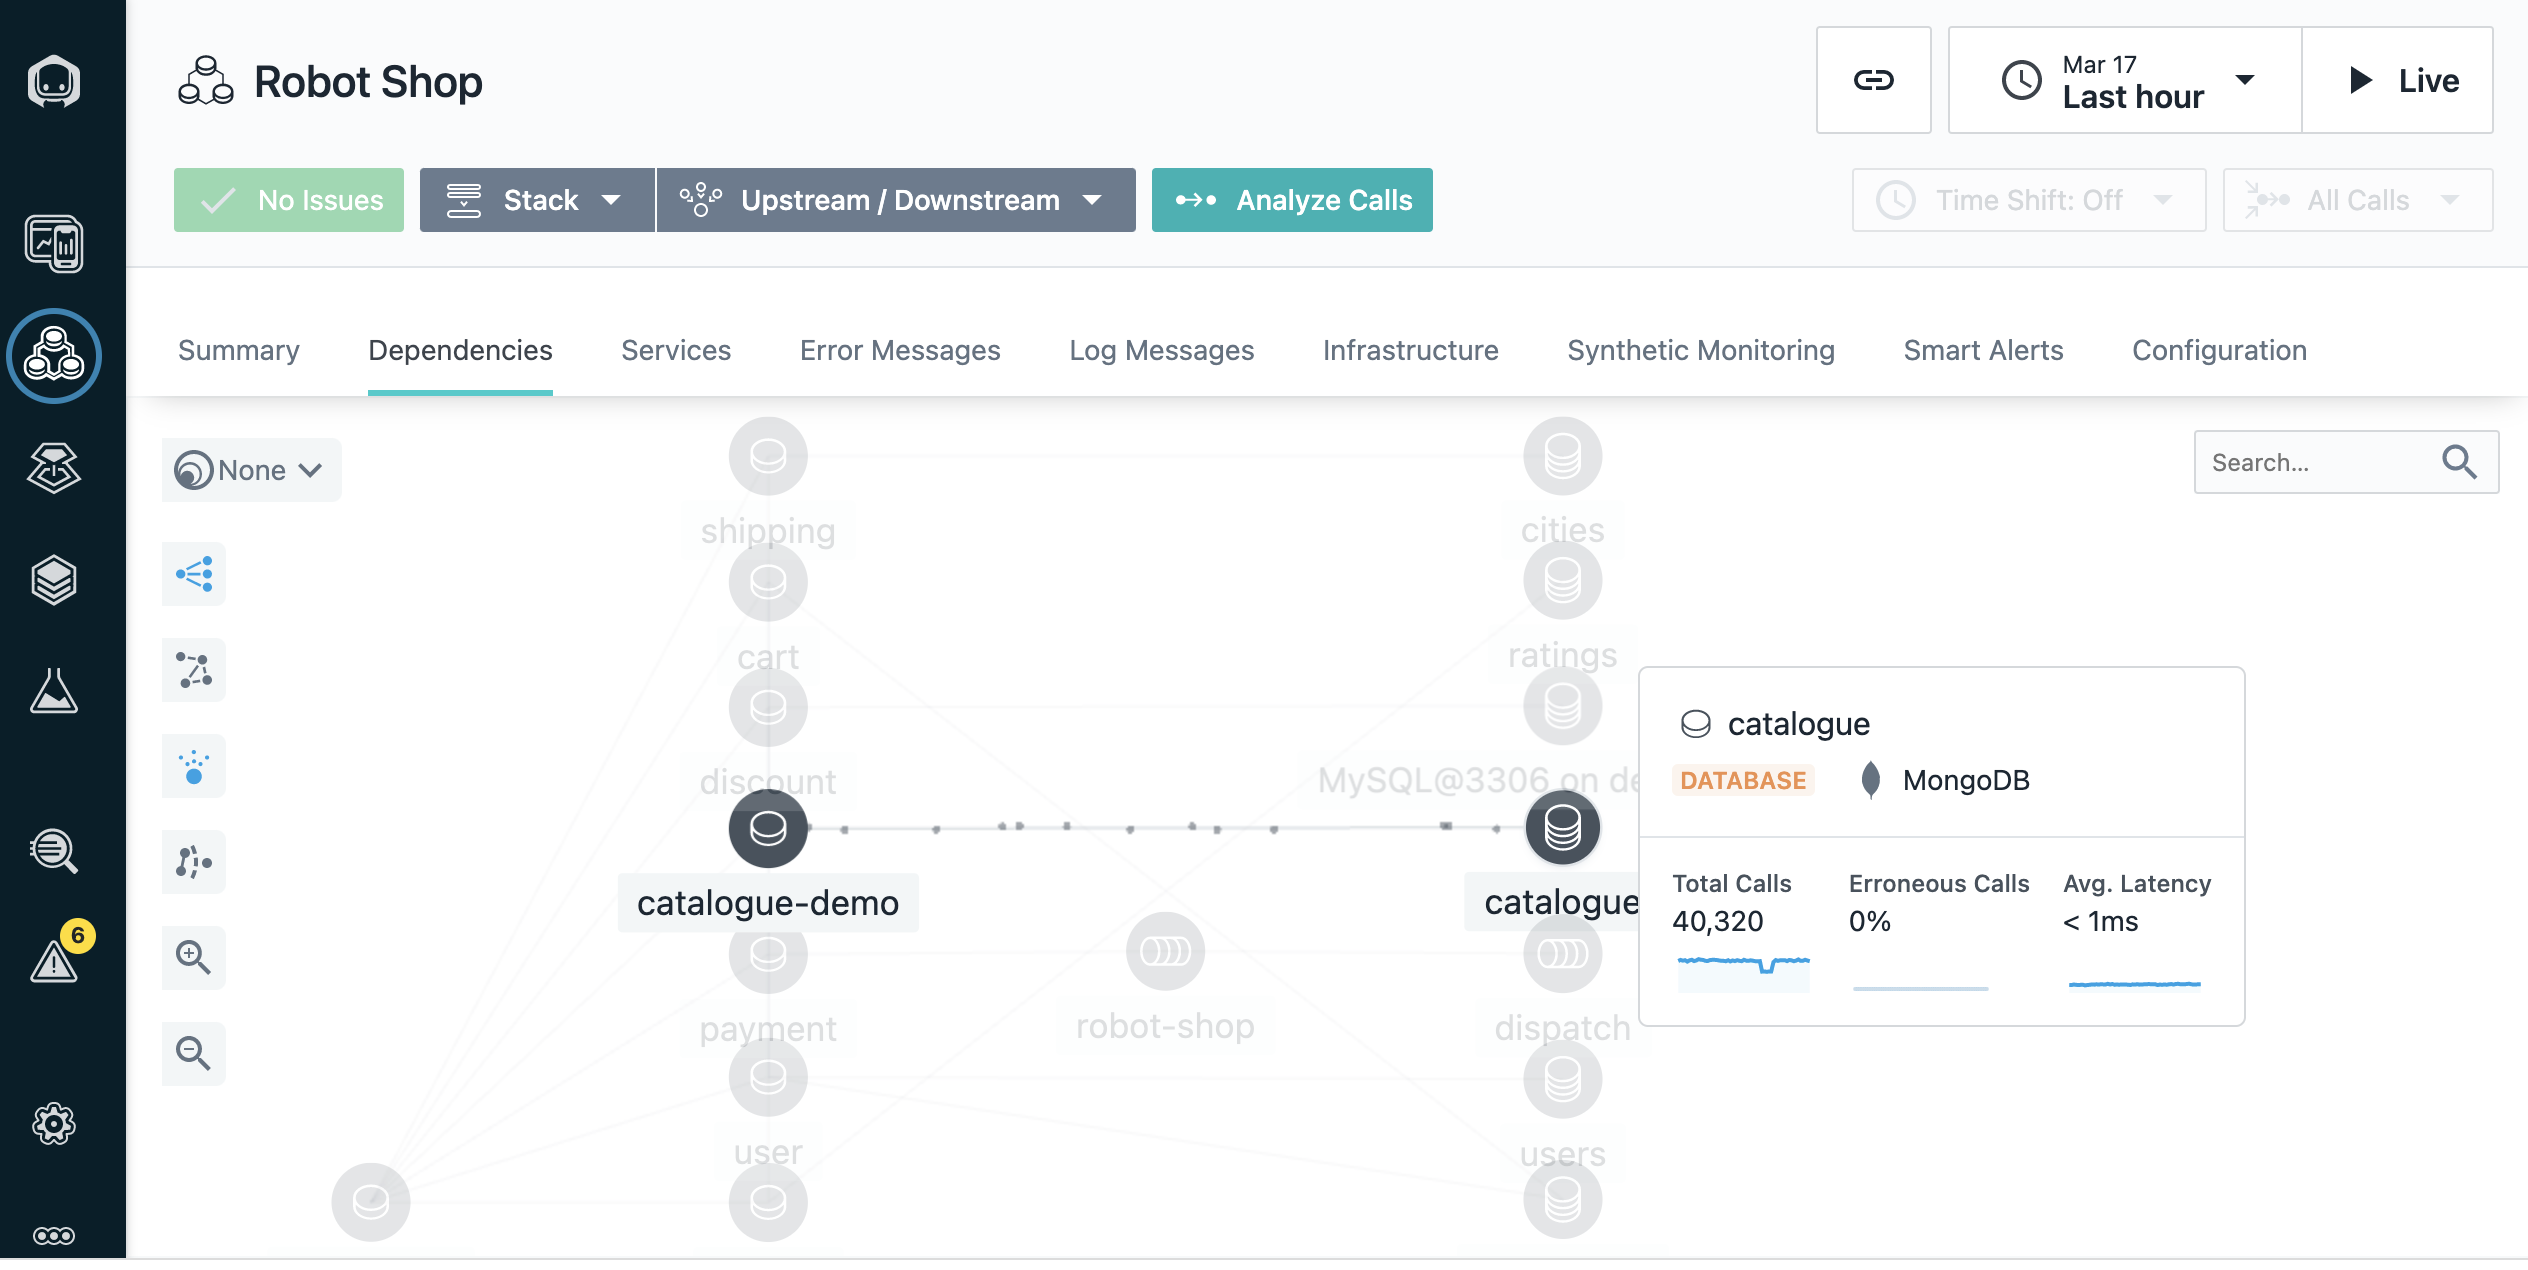 Robot Shop
Mar 17
Last hour
Live
No Issues
Stack
Upstream / Downstream
Analyze Calls
Time Shift: Off
All Calls
Summary
Dependencies
Services
Error Messages
Log Messages
Infrastructure
Synthetic Monitoring
Smart Alerts
Configuration
None
Search...
shipping
cities
cart
ratings
discount
MySQL@3306 on de
catalogue-demo
catalogue
catalogue
DATABASE
MongoDB
Total Calls
Erroneous Calls
Avg. Latency
40,320
0%
< 1ms
payment
robot-shop
dispatch
user
users
6